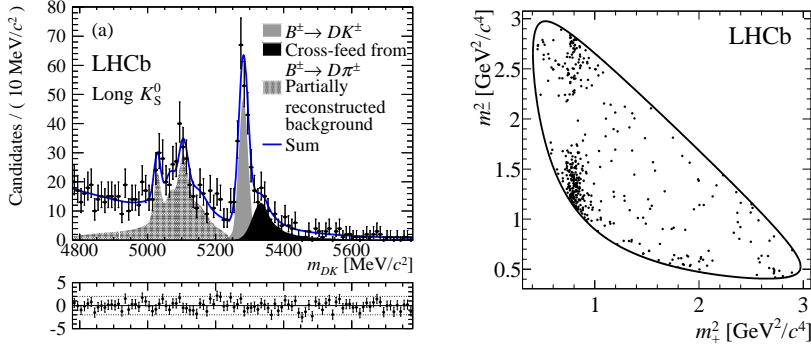 (a)
LHCb
Long K⁰S
B± → DK±
Cross-feed from
B± → Dπ±
Partially
reconstructed
background
Sum
Candidates / ( 10 MeV/c²)
80
70
60
50
40
30
20
10
0
4800 5000 5200 5400 5600
m_DK [MeV/c²]
5
0
-5
LHCb
m²₋ [GeV²/c⁴]
3
2.5
2
1.5
1
0.5
1 2 3
m²₊ [GeV²/c⁴]